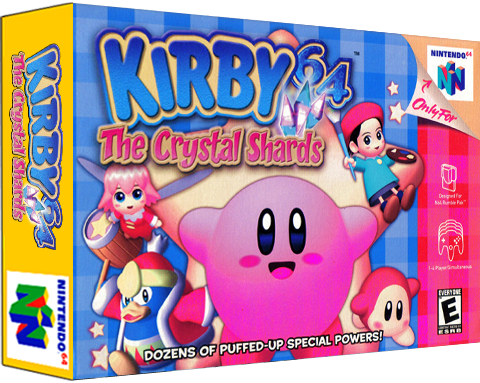 KIRBY 64 ™
The Crystal Shards
NINTENDO 64
Only For
Designed For
N64 Rumble Pak™
1-4 Player/Simultaneous
EVERYONE
E
ESRB
DOZENS OF PUFFED-UP SPECIAL POWERS!
KIRBY 64
The Crystal Shards
NINTENDO 64